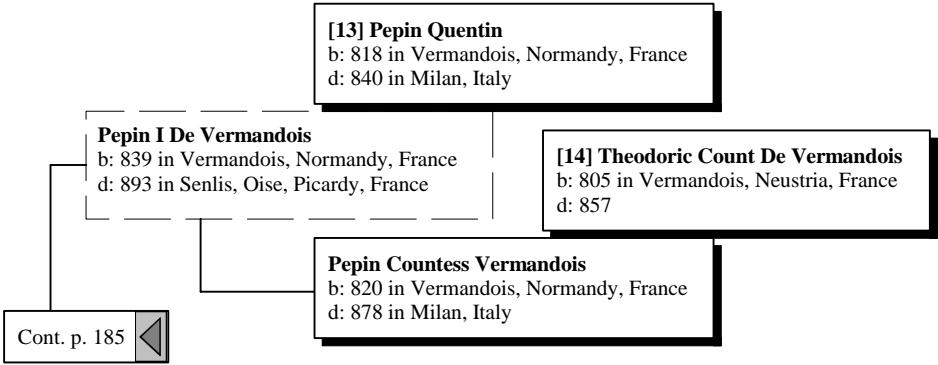 [13] Pepin Quentin
b: 818 in Vermandois, Normandy, France
d: 840 in Milan, Italy
Pepin I De Vermandois
b: 839 in Vermandois, Normandy, France
d: 893 in Senlis, Oise, Picardy, France
[14] Theodoric Count De Vermandois
b: 805 in Vermandois, Neustria, France
d: 857
Pepin Countess Vermandois
b: 820 in Vermandois, Normandy, France
d: 878 in Milan, Italy
Cont. p. 185